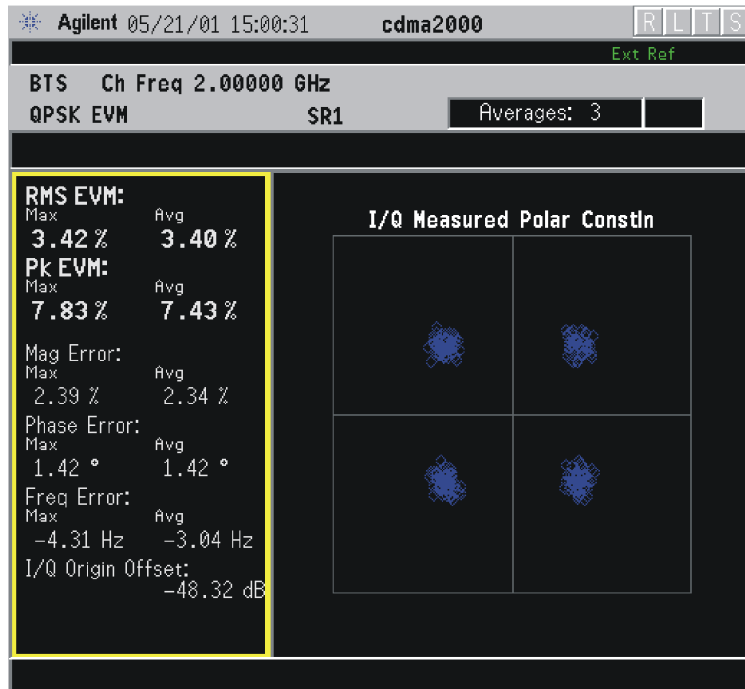 Agilent 05/21/01 15:00:31 cdma2000 R L T S
Ext Ref
BTS Ch Freq 2.00000 GHz
QPSK EVM SR1 Averages: 3
RMS EVM:
Max Avg
3.42 % 3.40 %
Pk EVM:
Max Avg
7.83 % 7.43 %
Mag Error:
Max Avg
2.39 % 2.34 %
Phase Error:
Max Avg
1.42 ° 1.42 °
Freq Error:
Max Avg
-4.31 Hz -3.04 Hz
I/Q Origin Offset:
-48.32 dB
I/Q Measured Polar Constln